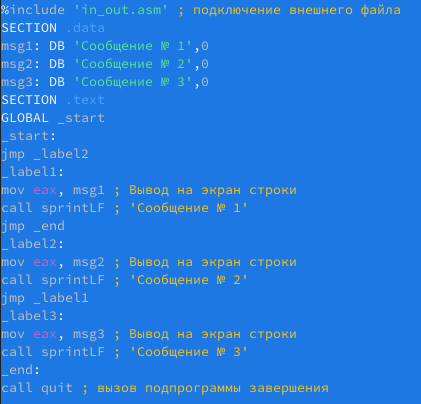 %include 'in_out.asm' ; подключение внешнего файла
SECTION .data
msg1: DB 'Сообщение № 1',0
msg2: DB 'Сообщение № 2',0
msg3: DB 'Сообщение № 3',0
SECTION .text
GLOBAL _start
_start:
jmp _label2
_label1:
mov eax, msg1 ; Вывод на экран строки
call sprintLF ; 'Сообщение № 1'
jmp _end
_label2:
mov eax, msg2 ; Вывод на экран строки
call sprintLF ; 'Сообщение № 2'
jmp _label1
_label3:
mov eax, msg3 ; Вывод на экран строки
call sprintLF ; 'Сообщение № 3'
_end:
call quit ; вызов подпрограммы завершения